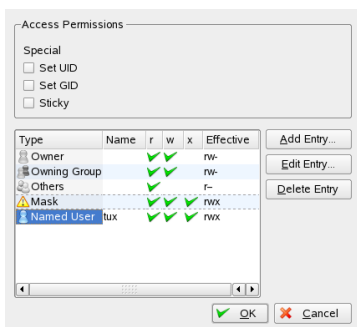 Access Permissions
Special
Set UID
Set GID
Sticky
Type Name r w x Effective
Owner rw-
Owning Group rw-
Others r--
Mask rwx
Named User tux rwx
Add Entry...
Edit Entry...
Delete Entry
OK Cancel